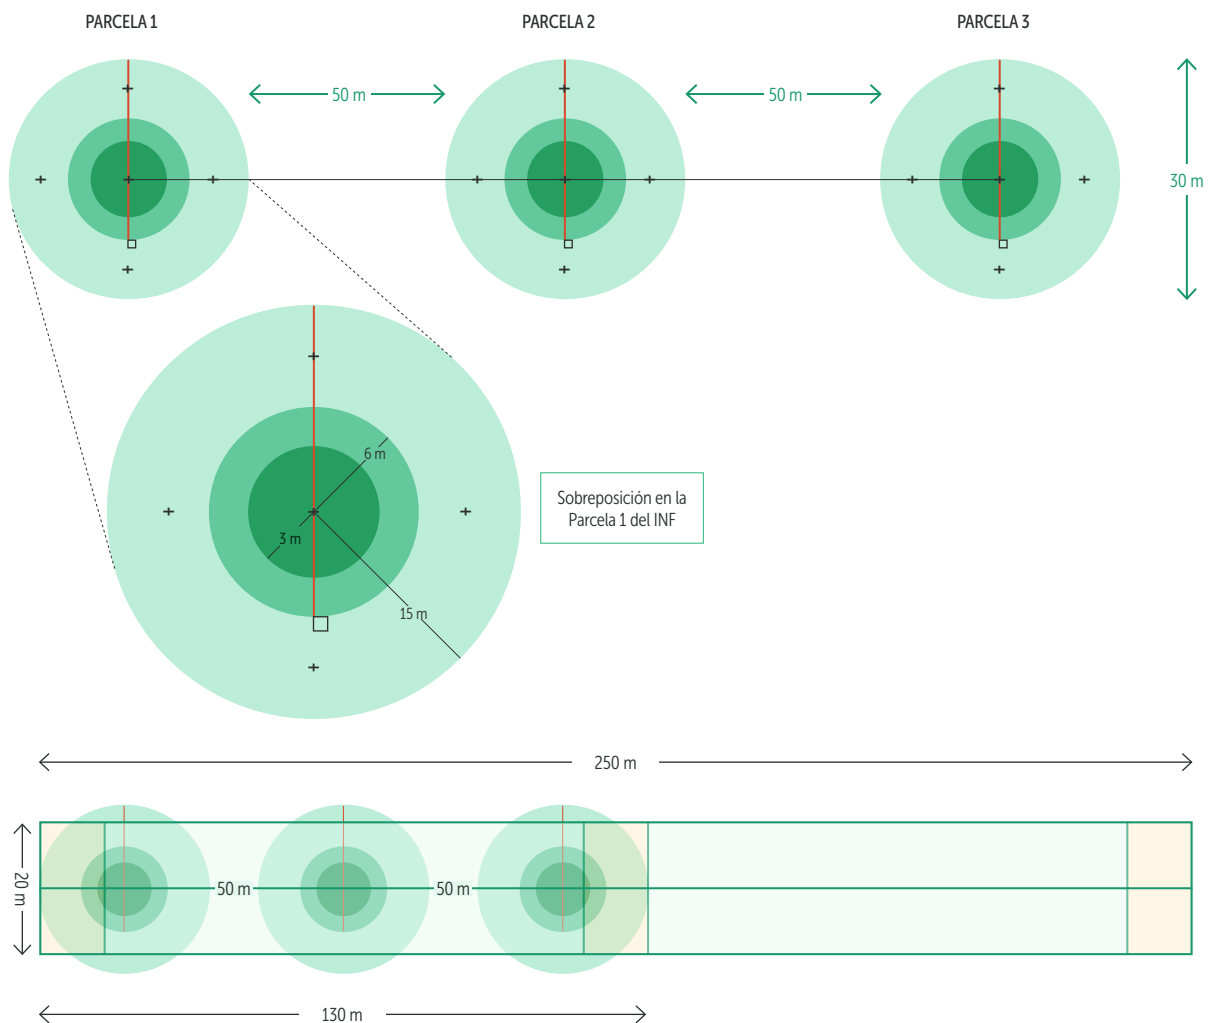 PARCELA 1
PARCELA 2
PARCELA 3
50 m
50 m
30 m
6 m
3 m
15 m
Sobreposición en la
Parcela 1 del INF
250 m
20 m
50 m
50 m
130 m